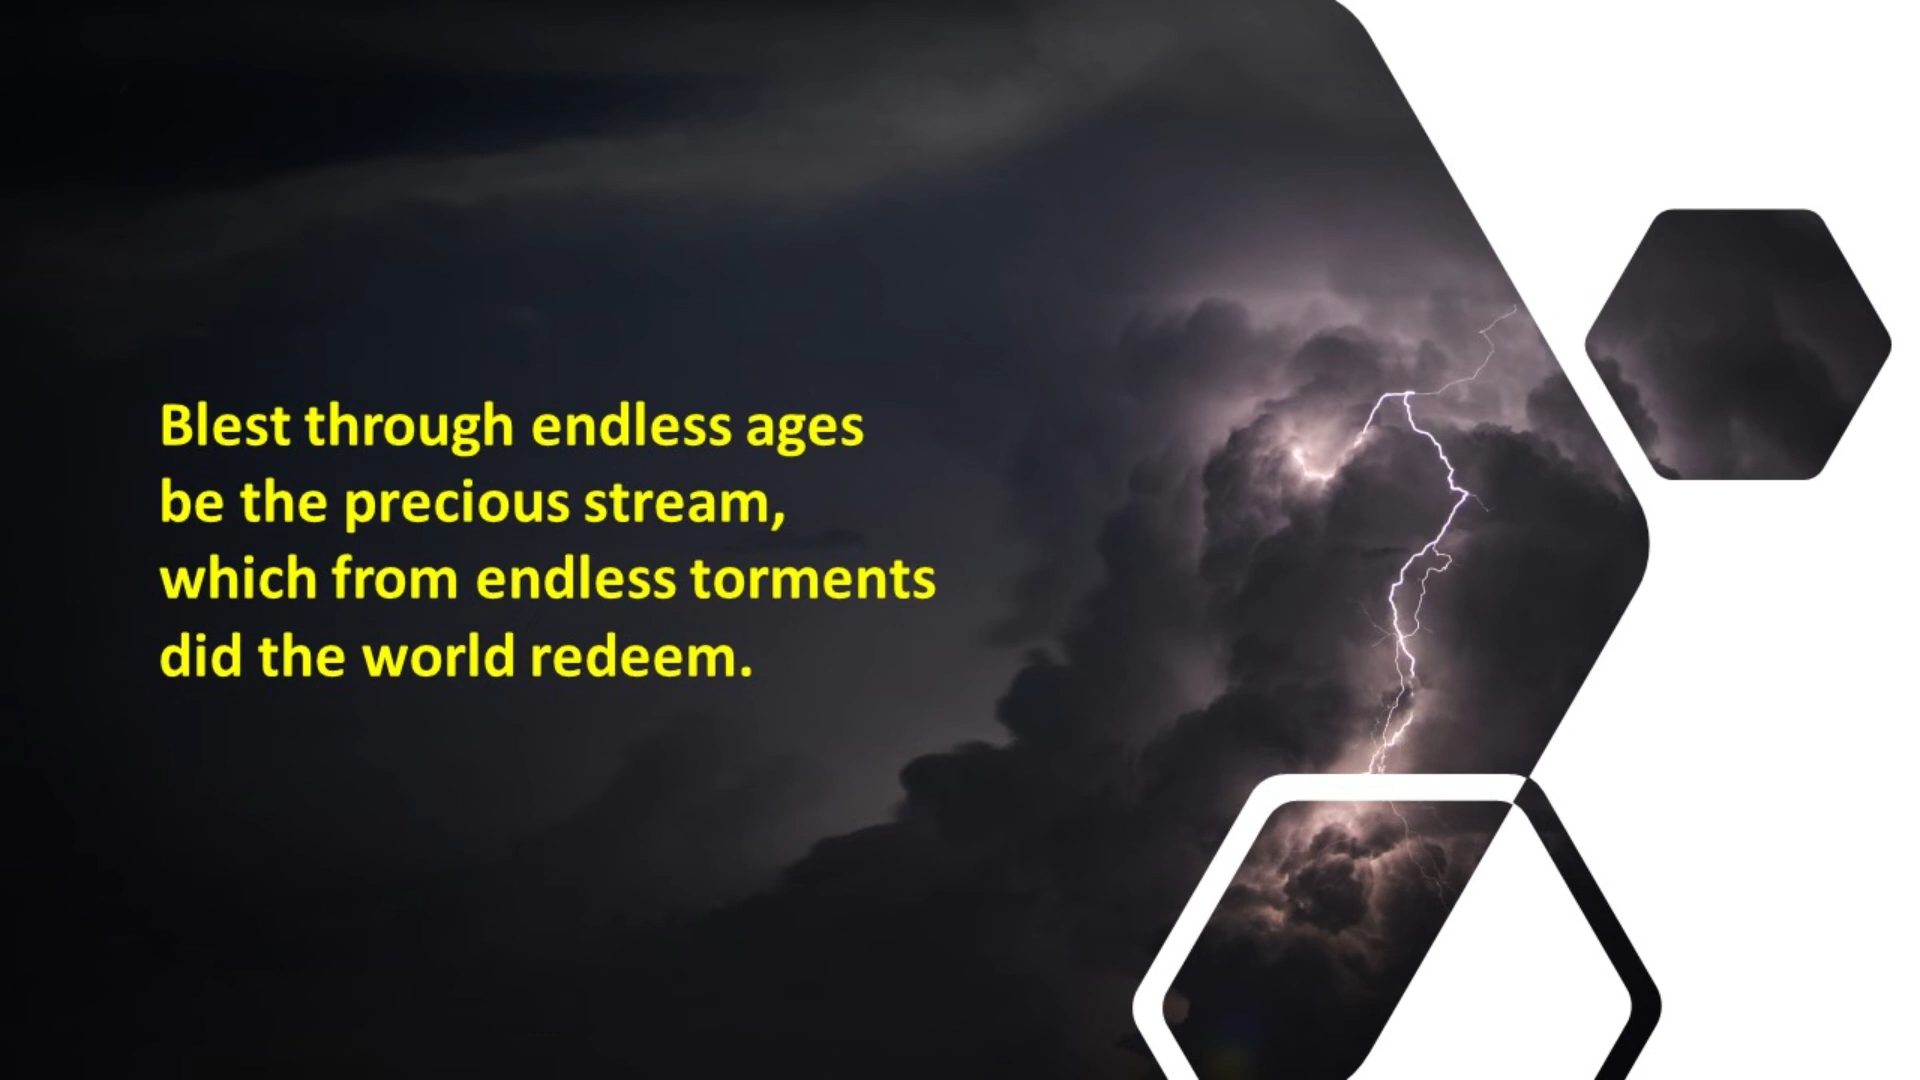 Blest through endless ages
be the precious stream,
which from endless torments
did the world redeem.